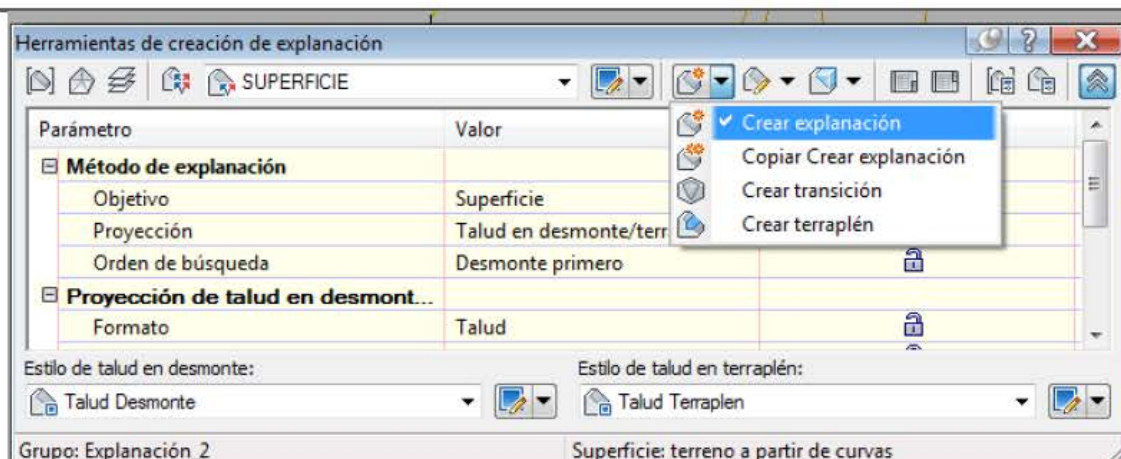 Herramientas de creación de explanación
SUPERFICIE
Parámetro Valor
Crear explanación
Copiar Crear explanación
Crear transición
Crear terraplén
Método de explanación
Objetivo Superficie
Proyección Talud en desmonte/terr
Orden de búsqueda Desmonte primero
Proyección de talud en desmont...
Formato Talud
Estilo de talud en desmonte: Estilo de talud en terraplén:
Talud Desmonte Talud Terraplen
Grupo: Explanación 2 Superficie: terreno a partir de curvas